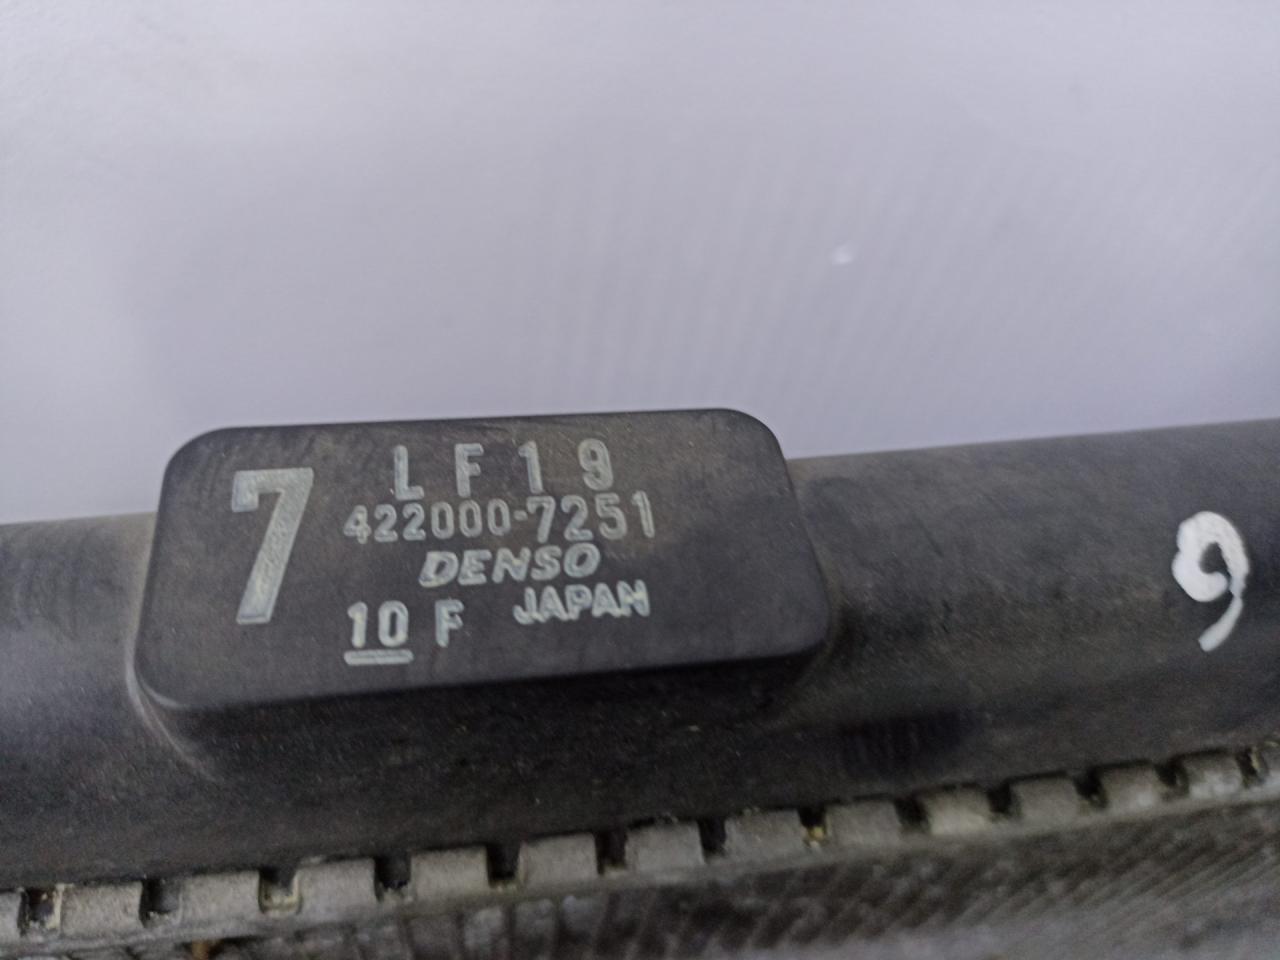 7
LF19
422000-7251
DENSO
10 F JAPAN
9